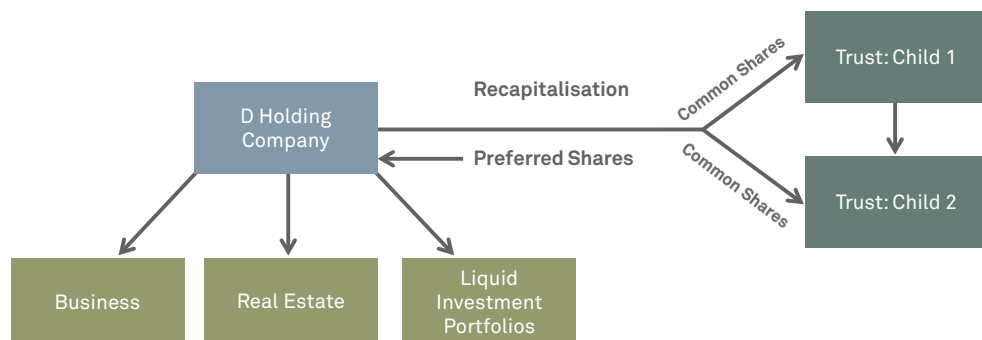 Trust: Child 1
Common Shares
Recapitalisation
D Holding
Company
Preferred Shares
Common Shares
Trust: Child 2
Business
Real Estate
Liquid
Investment
Portfolios